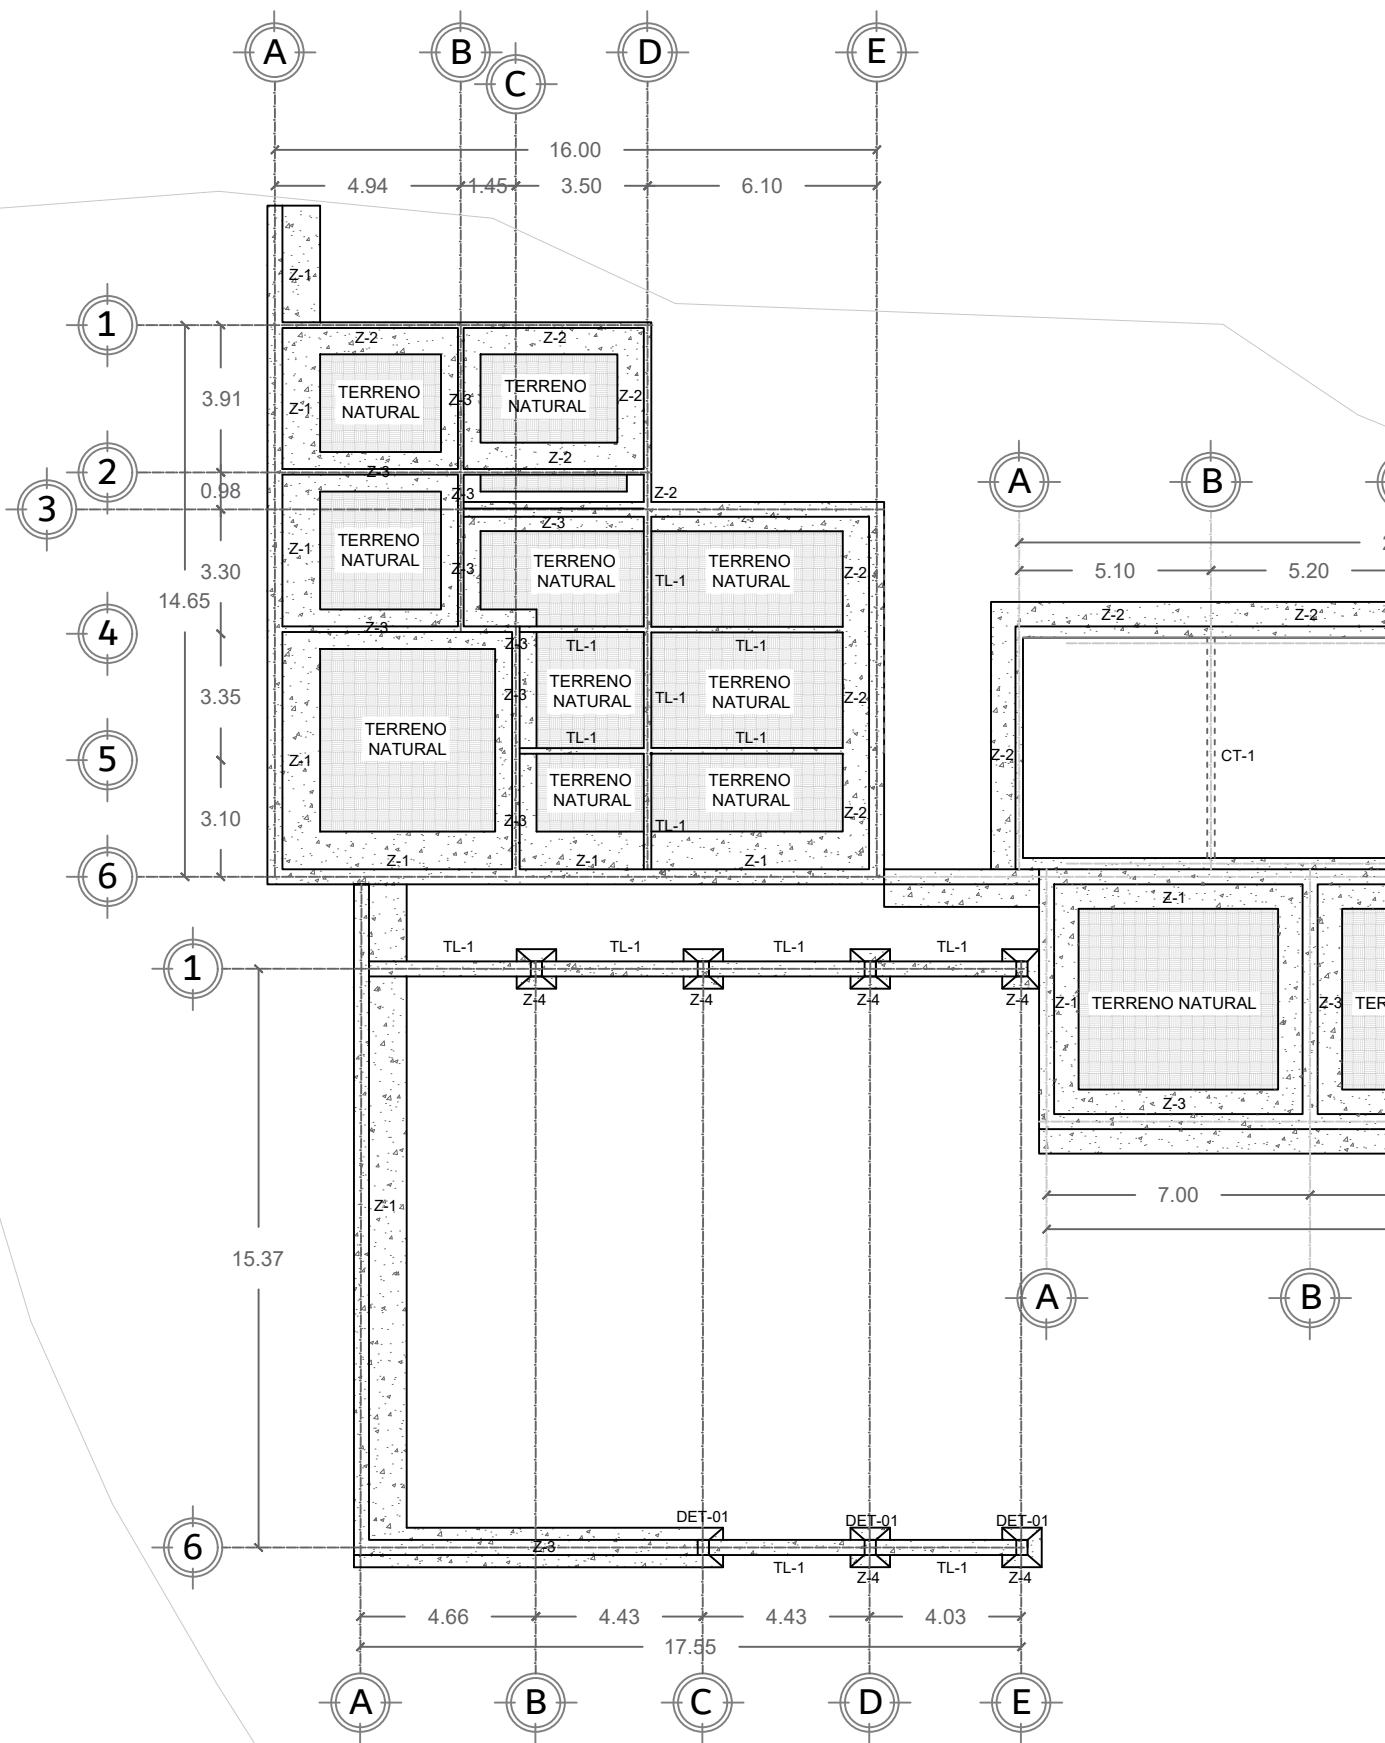 A
B
C
D
E
16.00
4.94
1.45
3.50
6.10
Z-1
1
Z-2
Z-2
3.91
TERRENO
NATURAL
TERRENO
NATURAL
Z-1
Z-3
Z-2
Z-2
2
Z-3
0.98
Z-3
Z-2
3
Z-3
Z-3
A
B
TERRENO
NATURAL
TERRENO
NATURAL
TERRENO
NATURAL
Z-1
Z-3
TL-1
Z-2
3.30
14.65
5.10
5.20
4
Z-3
Z-3
TL-1
TL-1
Z-2
Z-2
3.35
Z-3
TERRENO
NATURAL
TL-1
TERRENO
NATURAL
Z-2
TERRENO
NATURAL
TL-1
TL-1
5
Z-1
Z-2
CT-1
TERRENO
NATURAL
TERRENO
NATURAL
3.10
Z-3
TL-1
Z-2
6
Z-1
Z-1
Z-1
Z-1
TL-1
TL-1
TL-1
TL-1
1
Z-4
Z-4
Z-4
Z-4
Z-1
TERRENO NATURAL
Z-3
TER
Z-3
Z-1
7.00
15.37
A
B
DET-01
DET-01
DET-01
6
Z-3
TL-1
Z-4
TL-1
Z-4
4.66
4.43
4.43
4.03
17.55
A
B
C
D
E